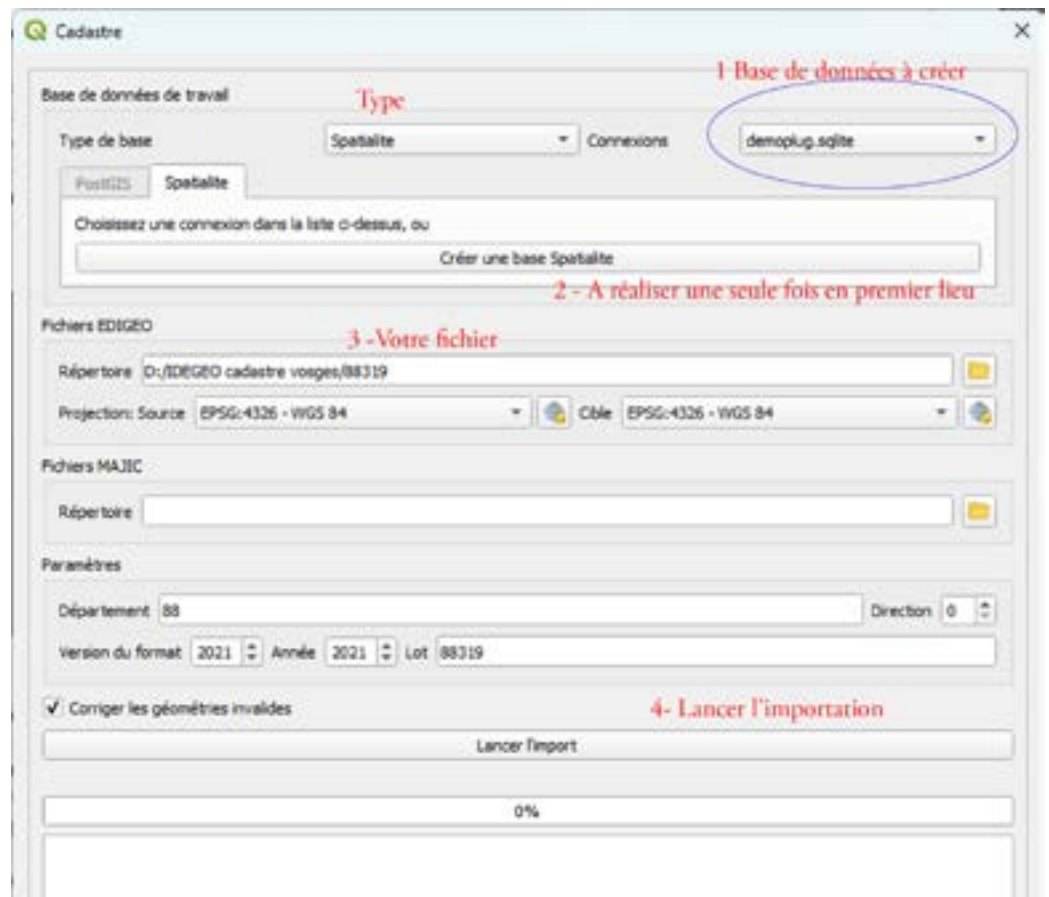 Cadastre
1 Base de données à créer
Base de données de travail
Type
Type de base Spatialite Connexions demoplug.sqlite
PostGIS Spatialite
Choisissez une connexion dans la liste ci-dessus, ou
Créer une base Spatialite
2 - A réaliser une seule fois en premier lieu
Fichiers EDIGEO
3 -Votre fichier
Répertoire D:/IDEGEO cadastre vosges/88319
Projection: Source EPSG:4326 - WGS 84 Cible EPSG:4326 - WGS 84
Fichiers MAJIC
Répertoire
Paramètres
Département 88 Direction 0
Version du format 2021 Année 2021 Lot 88319
Corriger les géométries invalides
4- Lancer l'importation
Lancer l'import
0%